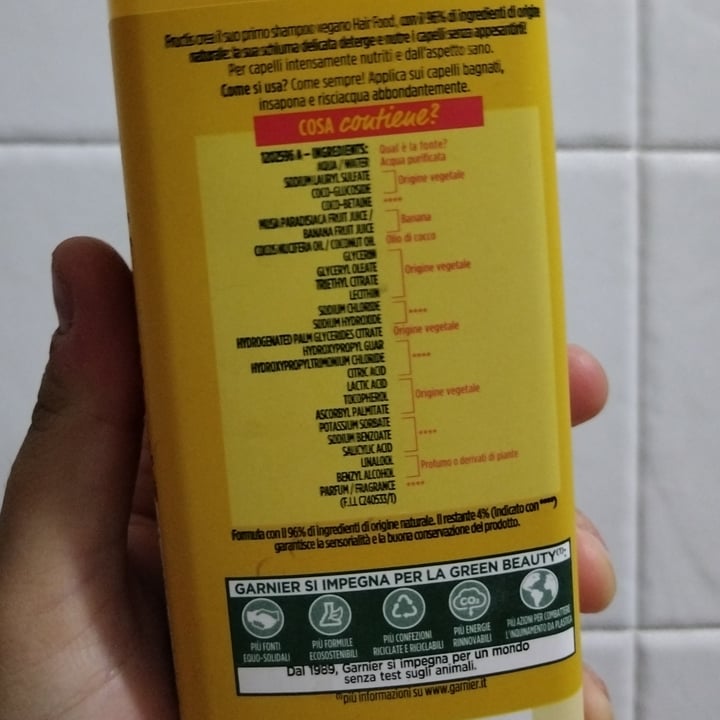 Fructis crea il suo primo shampoo vegano Hair Food, con il 96% di ingredienti di origine
naturale: la sua schiuma delicata deterge e nutre i capelli senza appesantirli!
Per capelli intensamente nutriti e dall'aspetto sano.
Come si usa? Come sempre! Applica sui capelli bagnati,
insapona e risciacqua abbondantemente.
COSA contiene?
1202596 A - INGREDIENTS: Qual è la fonte?
AQUA / WATER Acqua purificata
SODIUM LAURYL SULFATE
COCO-GLUCOSIDE Origine vegetale
COCO-BETAINE ****
MUSA PARADISIACA FRUIT JUICE /
BANANA FRUIT JUICE Banana
COCOS NUCIFERA OIL / COCONUT OIL Olio di cocco
GLYCERIN
GLYCERYL OLEATE Origine vegetale
TRIETHYL CITRATE
LECITHIN
SODIUM CHLORIDE ****
SODIUM HYDROXIDE
HYDROGENATED PALM GLYCERIDES CITRATE Origine vegetale
HYDROXYPROPYL GUAR
HYDROXYPROPYLTRIMONIUM CHLORIDE ****
CITRIC ACID
LACTIC ACID
TOCOPHEROL Origine vegetale
ASCORBYL PALMITATE
POTASSIUM SORBATE
SODIUM BENZOATE ****
SALICYLIC ACID
LINALOOL Profumo o derivati di piante
BENZYL ALCOHOL
PARFUM / FRAGRANCE ****
(F.I.L. C240533/1)
Formula con il 96% di ingredienti di origine naturale. Il restante 4% (indicato con ****)
garantisce la sensorialità e la buona conservazione del prodotto.
GARNIER SI IMPEGNA PER LA GREEN BEAUTY(1):
PIÙ FONTI
EQUO-SOLIDALI
PIÙ FORMULE
ECOSOSTENIBILI
PIÙ CONFEZIONI
RICICLATE E RICICLABILI
CO2
PIÙ ENERGIE
RINNOVABILI
PIÙ AZIONI PER COMBATTERE
L'INQUINAMENTO DA PLASTICA
Dal 1989, Garnier si impegna per un mondo
senza test sugli animali.
(1)più informazioni su www.garnier.it